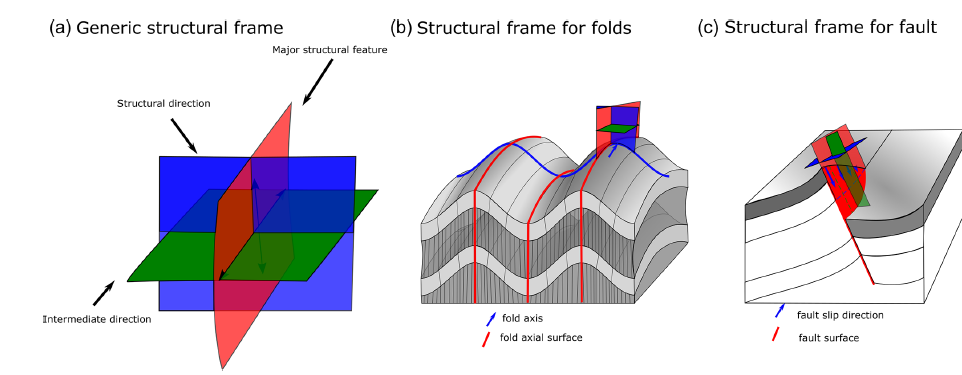 (a) Generic structural frame
(b) Structural frame for folds
(c) Structural frame for fault
Major structural feature
Structural direction
Intermediate direction
fold axis
fold axial surface
fault slip direction
fault surface